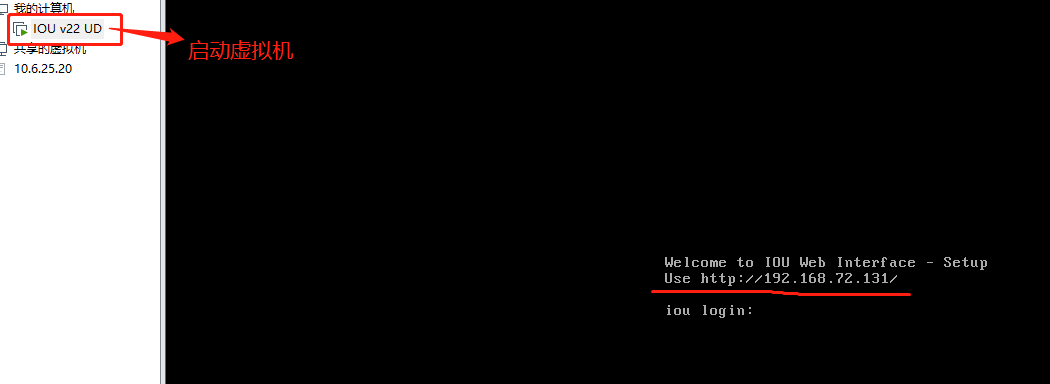 我的计算机
IOU v22 UD
共享的虚拟机
10.6.25.20
启动虚拟机
Welcome to IOU Web Interface - Setup
Use http://192.168.72.131/
iou login: